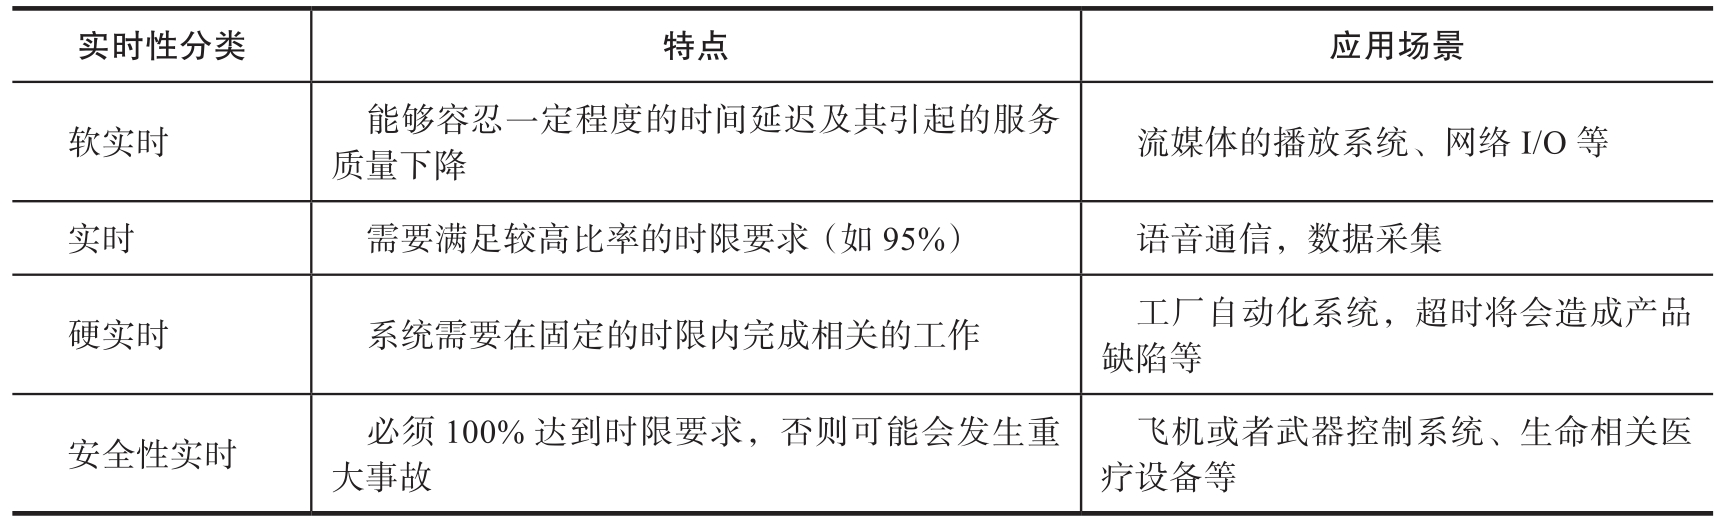 实时性分类 特点 应用场景
软实时 能够容忍一定程度的时间延迟及其引起的服务
质量下降 流媒体的播放系统、网络 I/O 等
实时 需要满足较高比率的时限要求（如 95%） 语音通信，数据采集
硬实时 系统需要在固定的时限内完成相关的工作 工厂自动化系统，超时将会造成产品
缺陷等
安全性实时 必须 100% 达到时限要求，否则可能会发生重
大事故 飞机或者武器控制系统、生命相关医
疗设备等